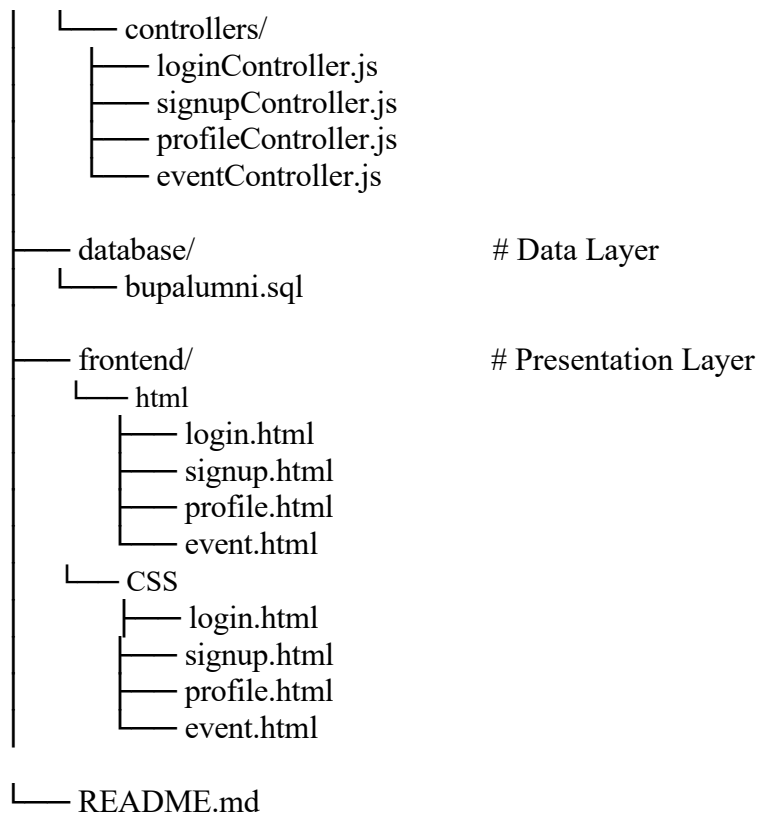 controllers/
loginController.js
signupController.js
profileController.js
eventController.js
database/ # Data Layer
bupalumni.sql
frontend/ # Presentation Layer
html
login.html
signup.html
profile.html
event.html
CSS
login.html
signup.html
profile.html
event.html
README.md